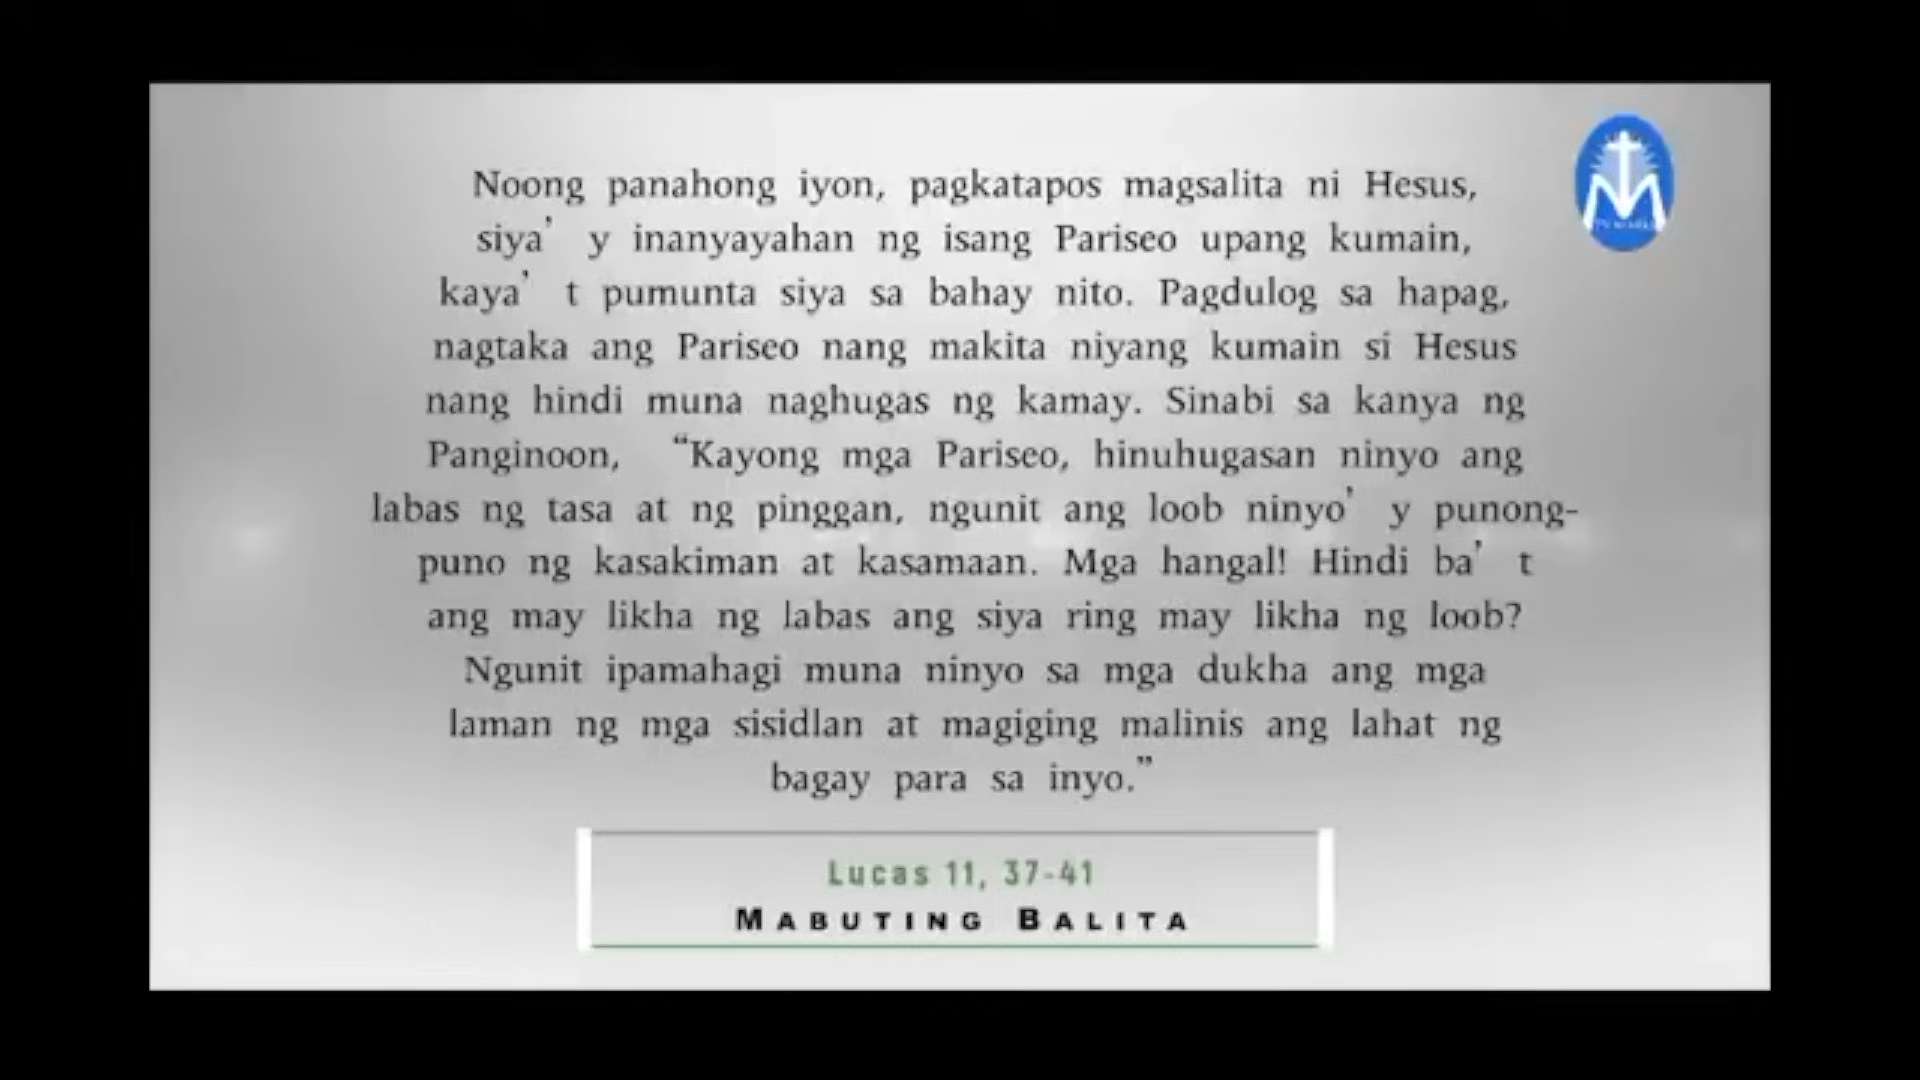 Noong panahong iyon, pagkatapos magsalita ni Hesus,
siya’ y inanyayahan ng isang Pariseo upang kumain,
kaya’ t pumunta siya sa bahay nito. Pagdulog sa hapag,
nagtaka ang Pariseo nang makita niyang kumain si Hesus
nang hindi muna naghugas ng kamay. Sinabi sa kanya ng
Panginoon, “Kayong mga Pariseo, hinuhugasan ninyo ang
labas ng tasa at ng pinggan, ngunit ang loob ninyo’ y punong-
puno ng kasakiman at kasamaan. Mga hangal! Hindi ba’ t
ang may likha ng labas ang siya ring may likha ng loob?
Ngunit ipamahagi muna ninyo sa mga dukha ang mga
laman ng mga sisidlan at magiging malinis ang lahat ng
bagay para sa inyo.”
Lucas 11, 37-41
MABUTING BALITA